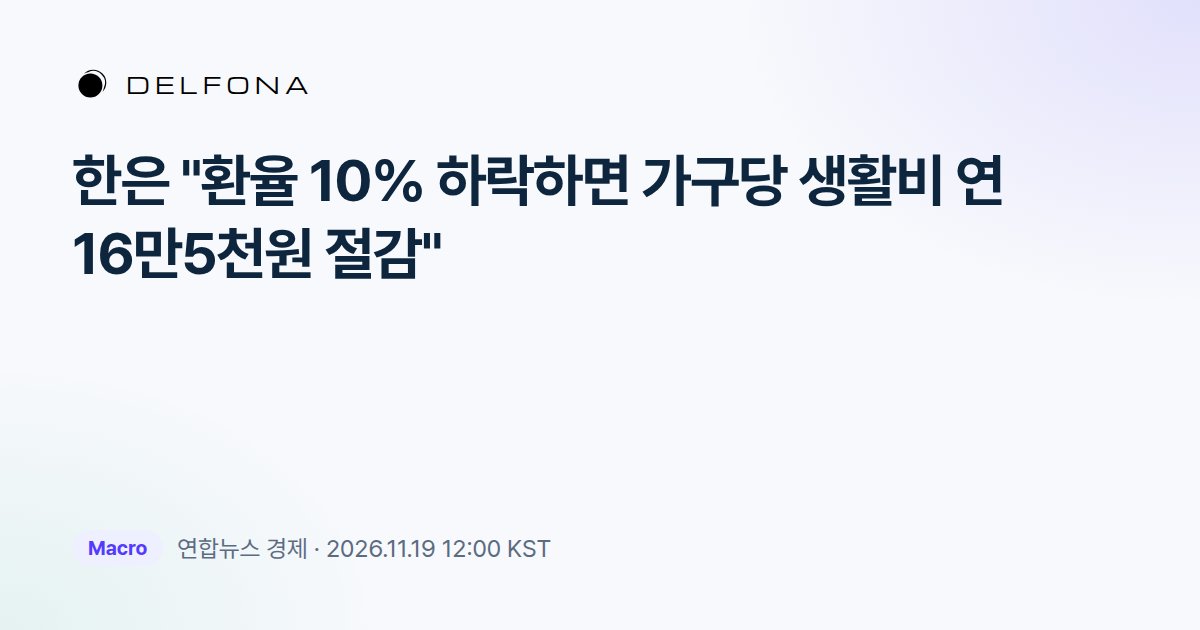 DELFONA
한은 "환율 10% 하락하면 가구당 생활비 연
16만5천원 절감"
Macro 연합뉴스 경제 · 2026.11.19 12:00 KST